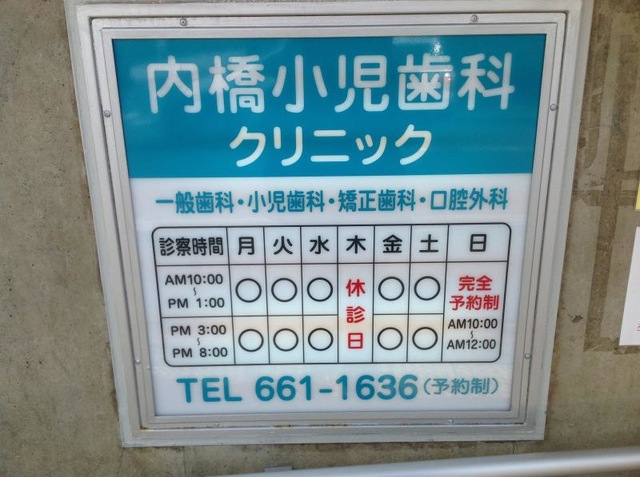 内橋小児歯科
クリニック
一般歯科・小児歯科・矯正歯科・口腔外科
診察時間 月 火 水 木 金 土 日
AM10:00～PM 1:00 ○ ○ ○ 休診日 ○ ○ 完全予約制 AM10:00～AM12:00
PM 3:00～PM 8:00 ○ ○ ○ ○ ○
TEL 661-1636(予約制)